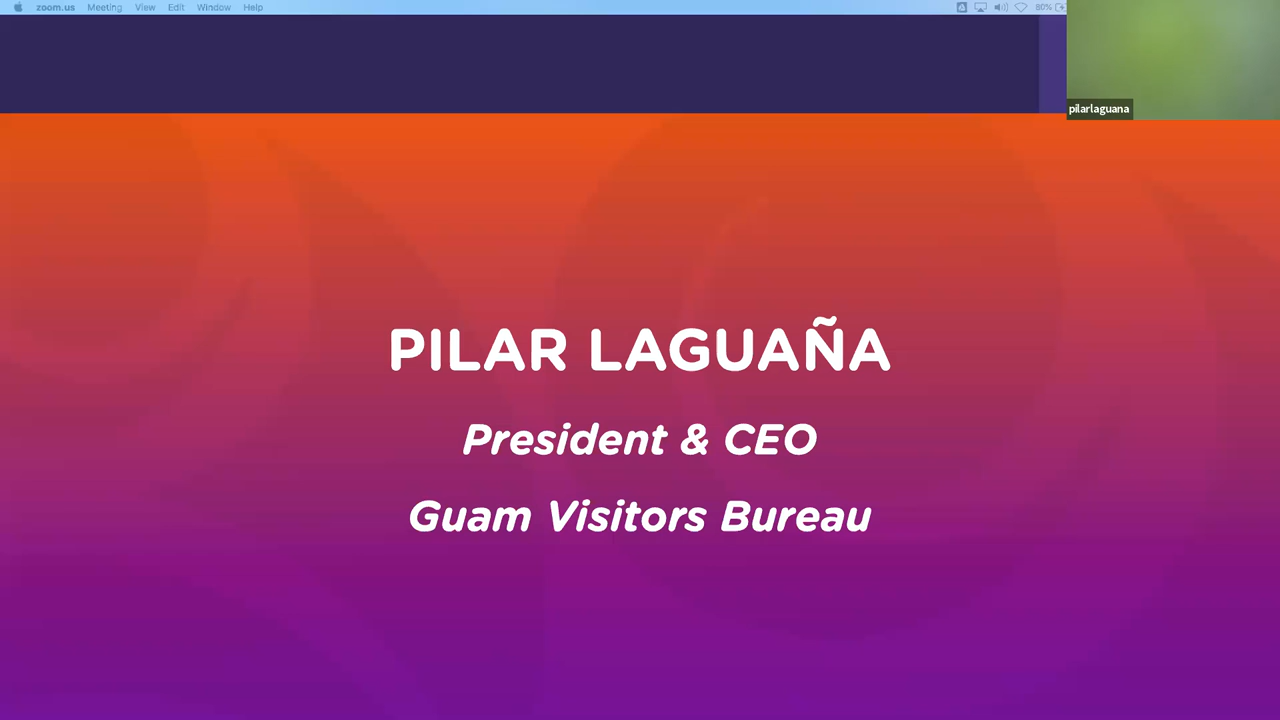 zoom.us Meeting View Edit Window Help 80%
pilarlaguana
PILAR LAGUAÑA
President & CEO
Guam Visitors Bureau